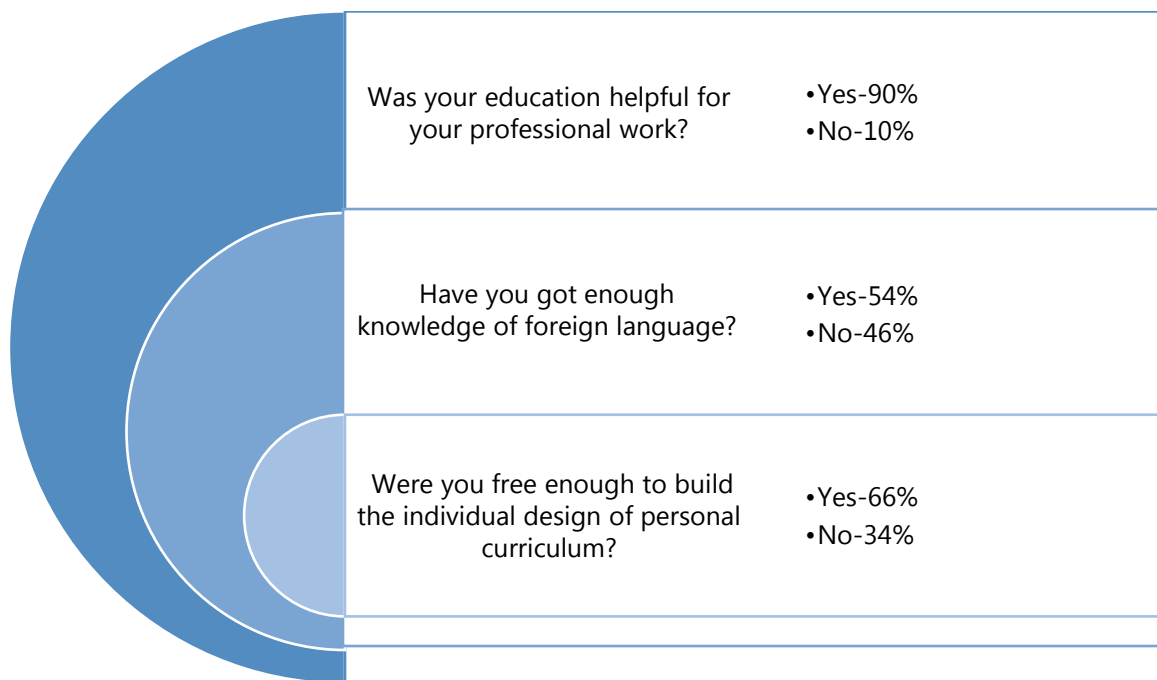 Was your education helpful for
your professional work?
•Yes-90%
•No-10%
Have you got enough
knowledge of foreign language?
•Yes-54%
•No-46%
Were you free enough to build
the individual design of personal
curriculum?
•Yes-66%
•No-34%